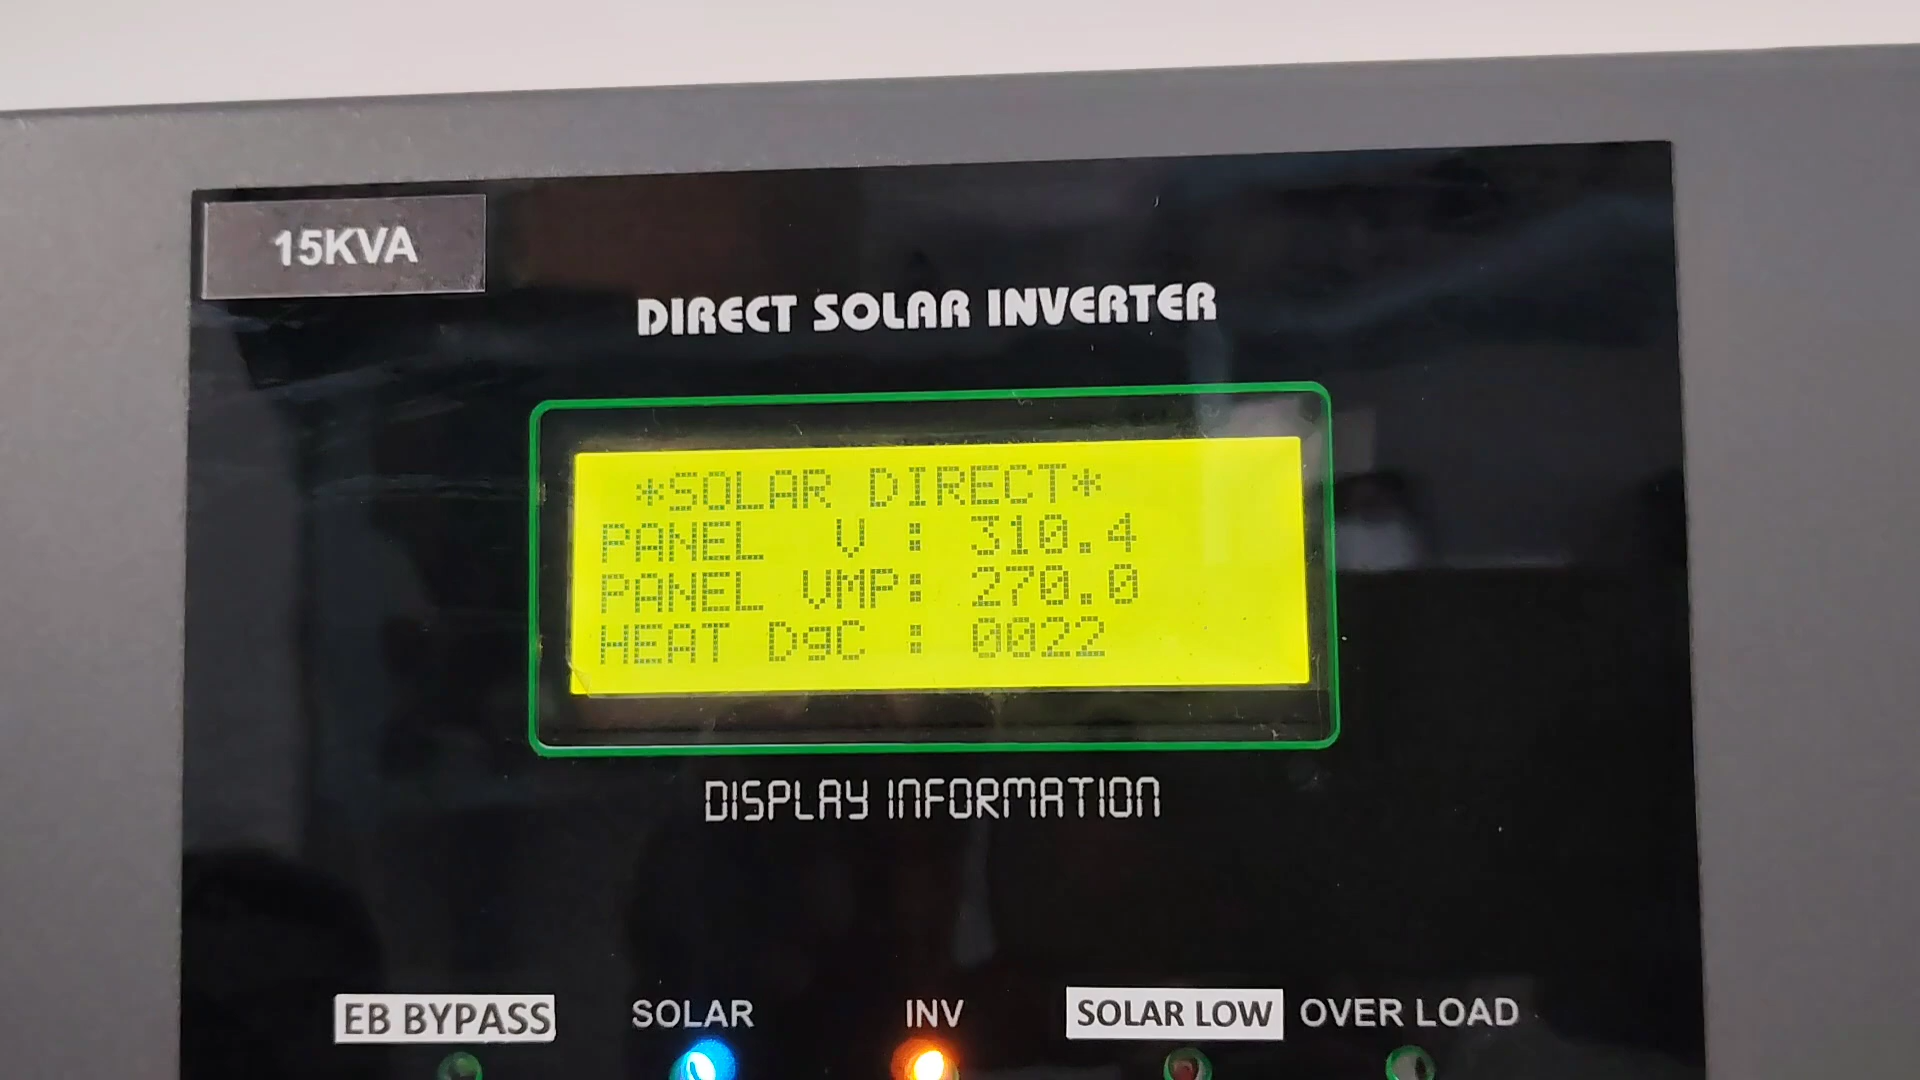 15KVA
DIRECT SOLAR INVERTER
*SOLAR DIRECT*
PANEL V : 310.4
PANEL VMP: 270.0
HEAT DgC : 0022
DISPLAY INFORMATION
EB BYPASS SOLAR INV SOLAR LOW OVER LOAD